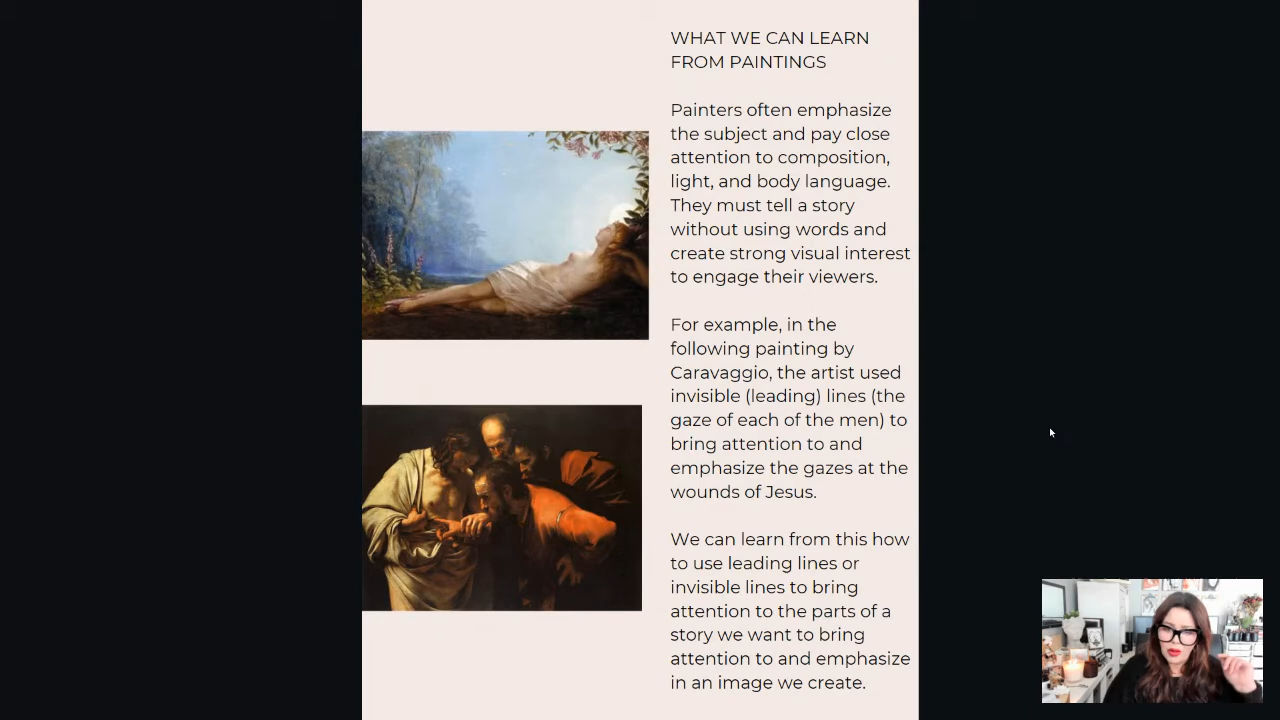 WHAT WE CAN LEARN
FROM PAINTINGS
Painters often emphasize
the subject and pay close
attention to composition,
light, and body language.
They must tell a story
without using words and
create strong visual interest
to engage their viewers.
For example, in the
following painting by
Caravaggio, the artist used
invisible (leading) lines (the
gaze of each of the men) to
bring attention to and
emphasize the gazes at the
wounds of Jesus.
We can learn from this how
to use leading lines or
invisible lines to bring
attention to the parts of a
story we want to bring
attention to and emphasize
in an image we create.